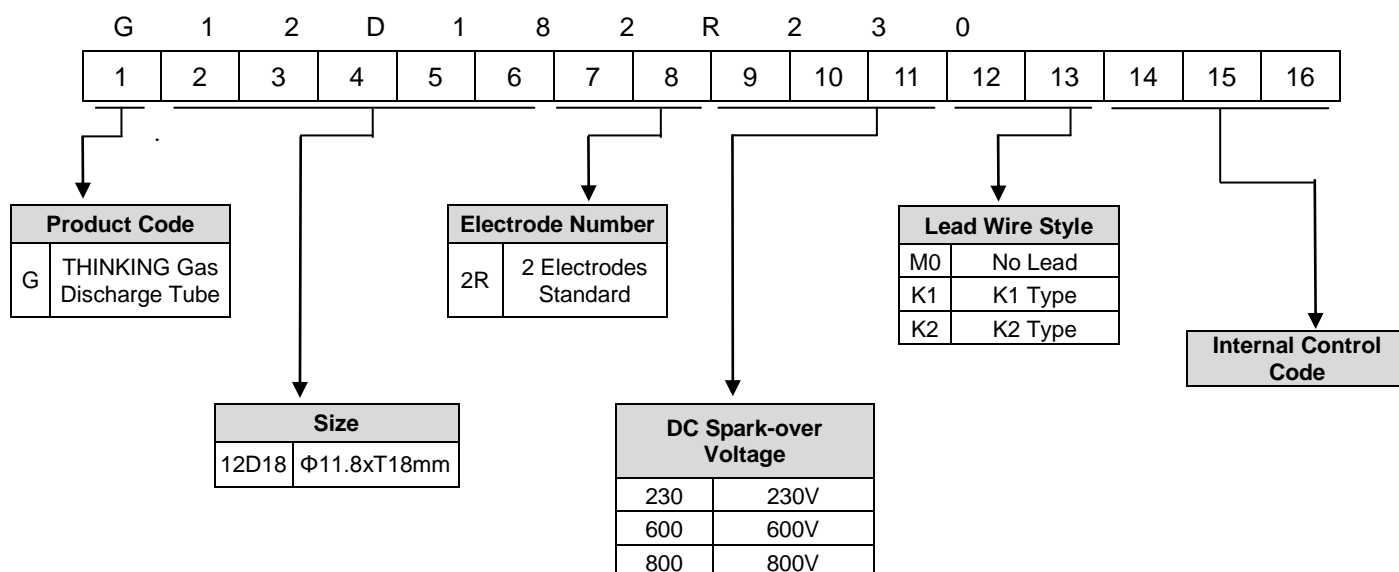 G 1 2 D 1 8 2 R 2 3 0
1 2 3 4 5 6 7 8 9 10 11 12 13 14 15 16
.
Product Code
G THINKING Gas
Discharge Tube
Electrode Number
2R 2 Electrodes
Standard
Lead Wire Style
M0 No Lead
K1 K1 Type
K2 K2 Type
Internal Control
Code
Size
12D18 Φ11.8xT18mm
DC Spark-over
Voltage
230 230V
600 600V
800 800V